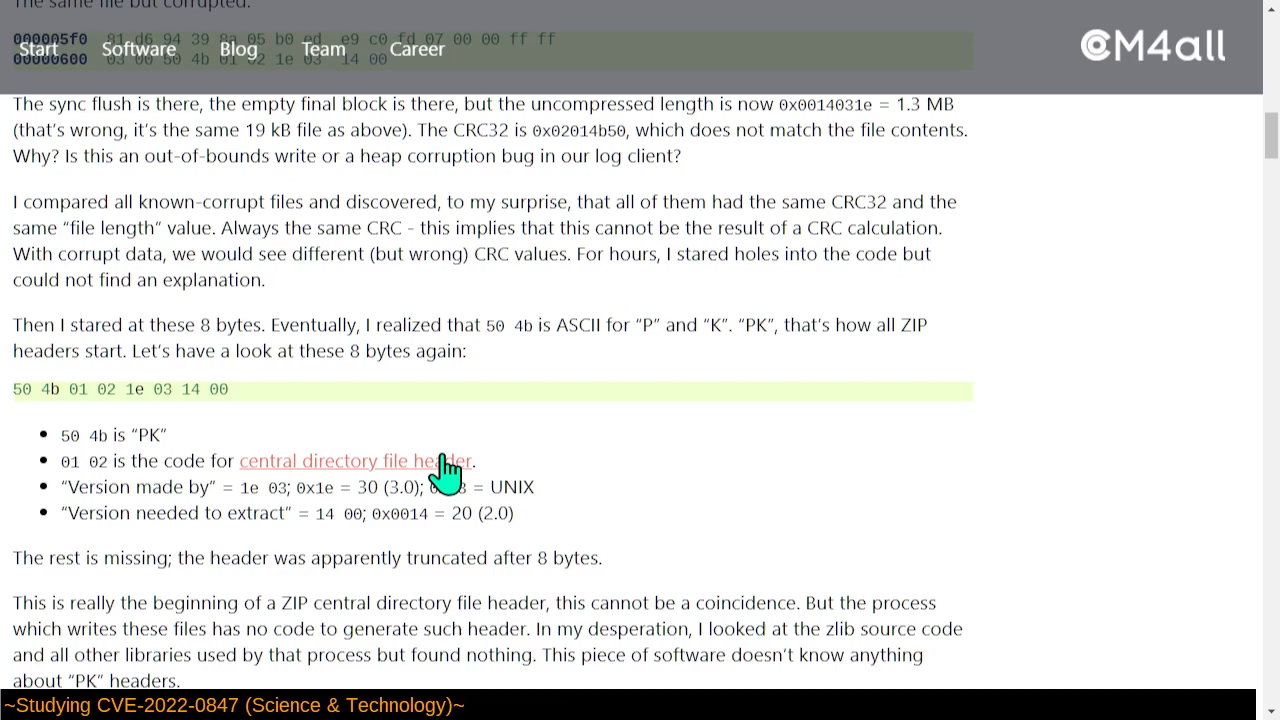 The same file but corrupted:
000005f0 81 d6 94 39 8a 05 b0 ed e9 c0 fd 07 00 00 ff ff
Start Software Blog Team Career
CM4all
00000600 03 00 50 4b 01 02 1e 03 14 00
The sync flush is there, the empty final block is there, but the uncompressed length is now 0x0014031e = 1.3 MB
(that's wrong, it's the same 19 kB file as above). The CRC32 is 0x02014b50, which does not match the file contents.
Why? Is this an out-of-bounds write or a heap corruption bug in our log client?
I compared all known-corrupt files and discovered, to my surprise, that all of them had the same CRC32 and the
same “file length” value. Always the same CRC - this implies that this cannot be the result of a CRC calculation.
With corrupt data, we would see different (but wrong) CRC values. For hours, I stared holes into the code but
could not find an explanation.
Then I stared at these 8 bytes. Eventually, I realized that 50 4b is ASCII for “P” and “K”. “PK”, that's how all ZIP
headers start. Let's have a look at these 8 bytes again:
50 4b 01 02 1e 03 14 00
• 50 4b is “PK”
• 01 02 is the code for central directory file header.
• “Version made by” = 1e 03; 0x1e = 30 (3.0); = UNIX
• “Version needed to extract” = 14 00; 0x0014 = 20 (2.0)
The rest is missing; the header was apparently truncated after 8 bytes.
This is really the beginning of a ZIP central directory file header, this cannot be a coincidence. But the process
which writes these files has no code to generate such header. In my desperation, I looked at the zlib source code
and all other libraries used by that process but found nothing. This piece of software doesn't know anything
about “PK” headers.
~Studying CVE-2022-0847 (Science & Technology)~